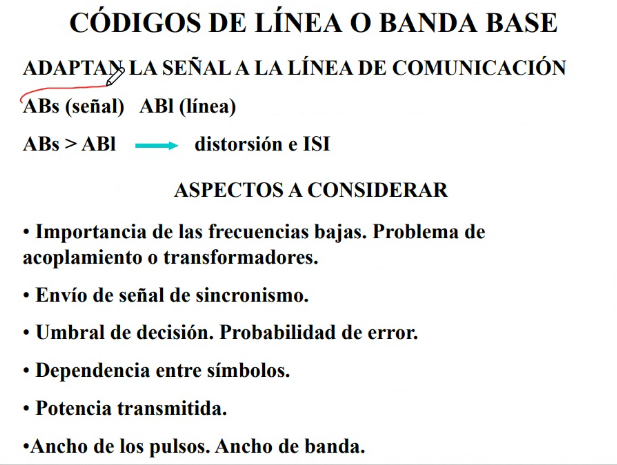 CÓDIGOS DE LÍNEA O BANDA BASE
ADAPTAN LA SEÑAL A LA LÍNEA DE COMUNICACIÓN
ABs (señal) ABl (línea)
ABs > ABl distorsión e ISI
ASPECTOS A CONSIDERAR
• Importancia de las frecuencias bajas. Problema de
acoplamiento o transformadores.
• Envío de señal de sincronismo.
• Umbral de decisión. Probabilidad de error.
• Dependencia entre símbolos.
• Potencia transmitida.
•Ancho de los pulsos. Ancho de banda.